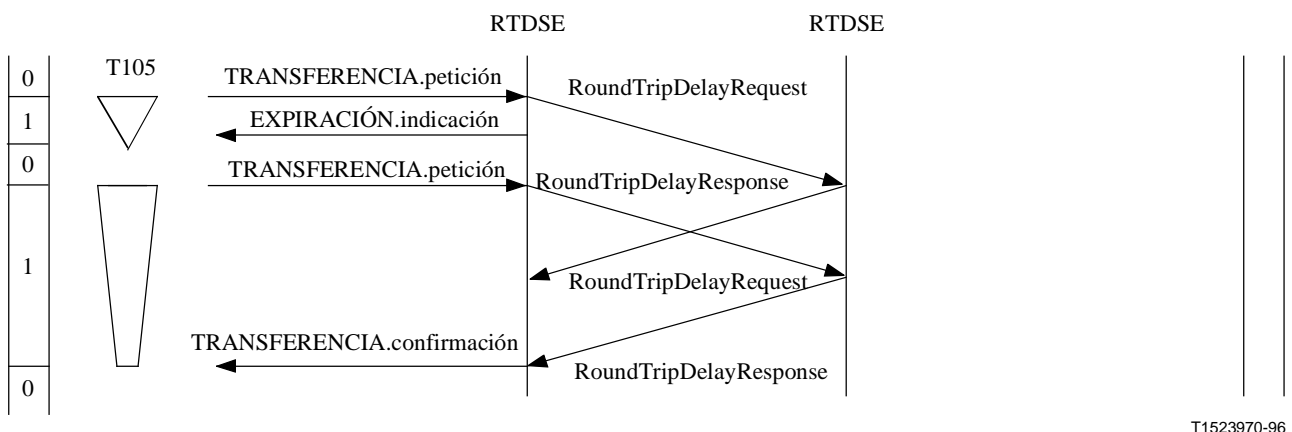 RTDSE RTDSE
T105
0
TRANSFERENCIA.petición
RoundTripDelayRequest
1
EXPIRACIÓN.indicación
0
TRANSFERENCIA.petición
RoundTripDelayResponse
1
RoundTripDelayRequest
TRANSFERENCIA.confirmación
RoundTripDelayResponse
0
T1523970-96